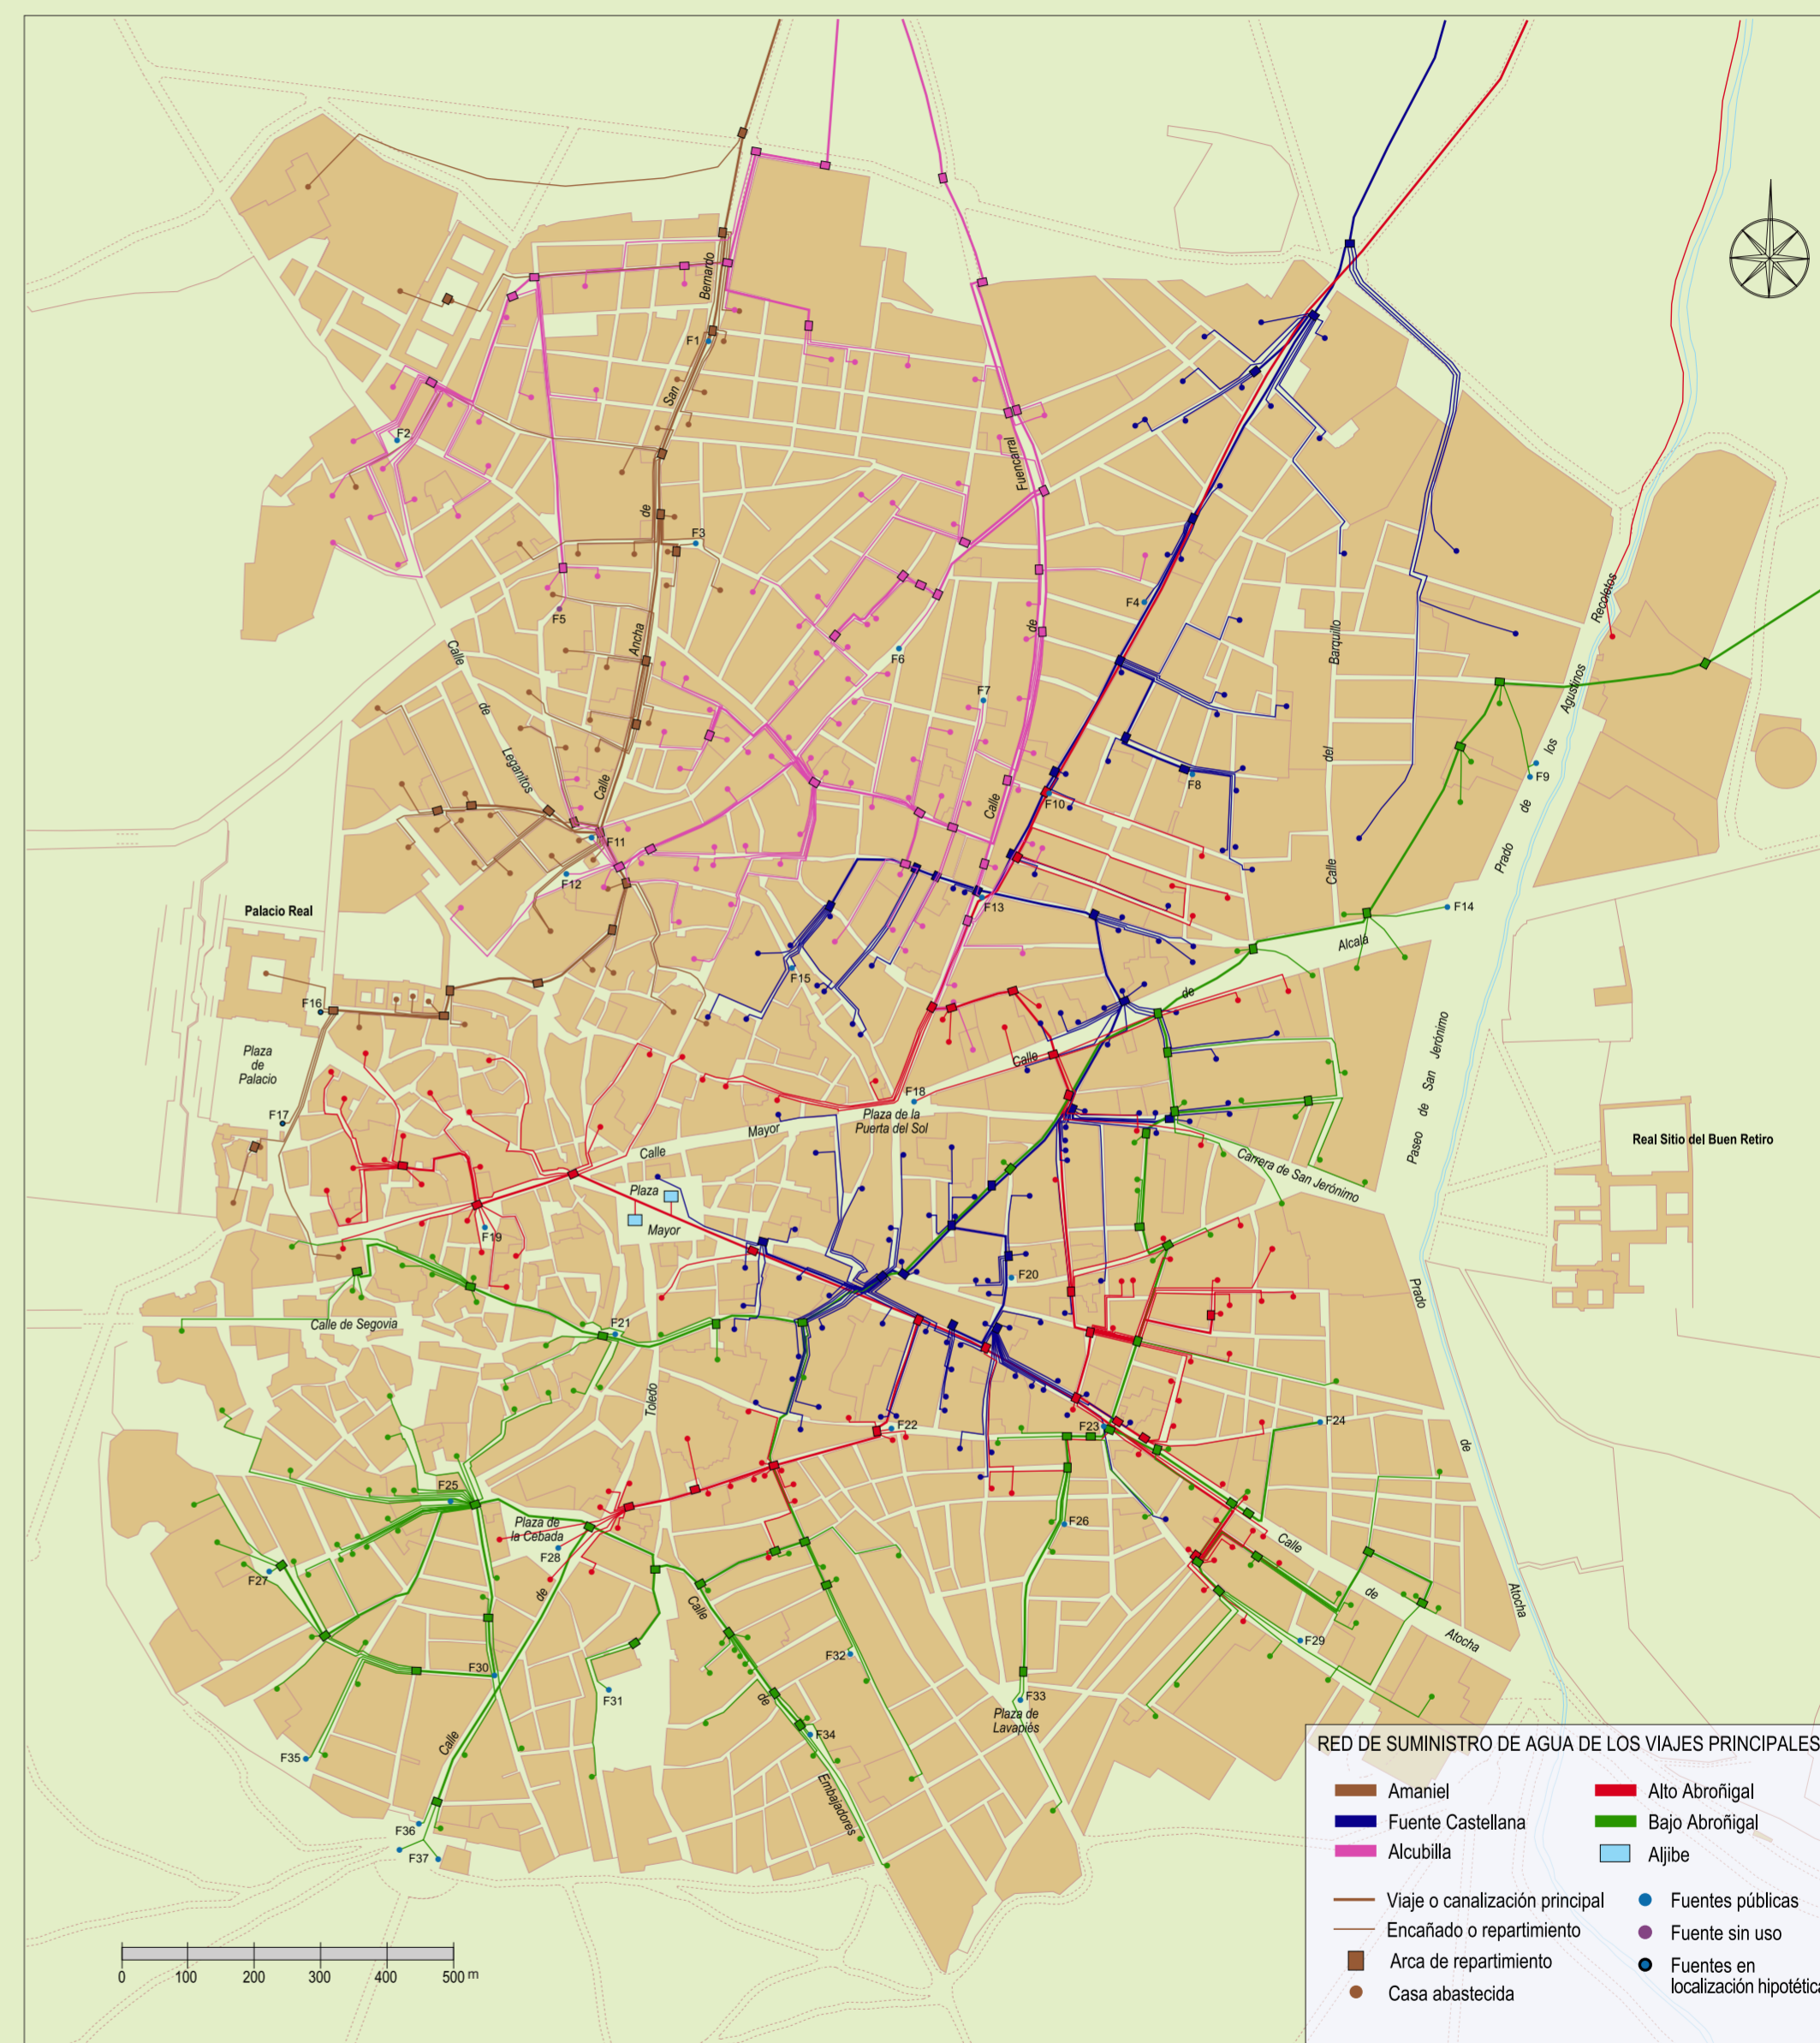 Bernardo
San
de
Ancha
Calle
F1
F2
F3
F4
F5
F6
F7
F8
F9
F10
F11
F12
F13
F14
F15
F16
F17
F18
F19
F20
F21
F22
F23
F24
F25
F26
F27
F28
F29
F30
F31
F32
F33
F34
F35
F36
F37
Fuencarral
de
Calle
Calle
de
Leganitos
Barquillo
del
Calle
Recoletos
Agustinos
los
de
Prado
Palacio Real
Plaza
de
Palacio
Alcalá
de
Calle
Plaza de la
Puerta del Sol
Mayor
Calle
Plaza
Mayor
Carrera de San Jerónimo
Paseo de San Jerónimo
Real Sitio del Buen Retiro
Prado
de
Atocha
Calle de Segovia
Toledo
de
Calle
Plaza de
la Cebada
Calle
de
Embajadores
Plaza de
Lavapiés
Calle
de
Atocha
0 100 200 300 400 500 m
RED DE SUMINISTRO DE AGUA DE LOS VIAJES PRINCIPALES
Amaniel
Fuente Castellana
Alcubilla
Alto Abroñigal
Bajo Abroñigal
Aljibe
Viaje o canalización principal
Encañado o repartimiento
Arca de repartimiento
Casa abastecida
Fuentes públicas
Fuente sin uso
Fuentes en
localización hipotética